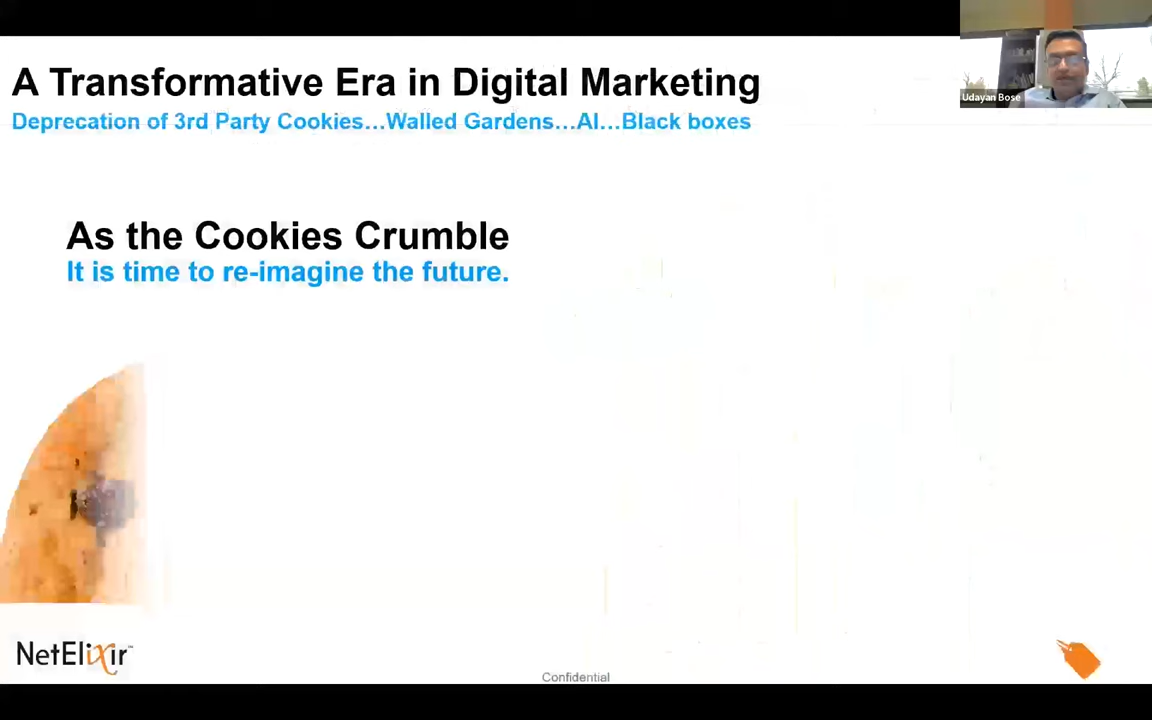 A Transformative Era in Digital Marketing
Deprecation of 3rd Party Cookies...Walled Gardens...AI...Black boxes
Udayan Bose
As the Cookies Crumble
It is time to re-imagine the future.
NetElixir™
Confidential